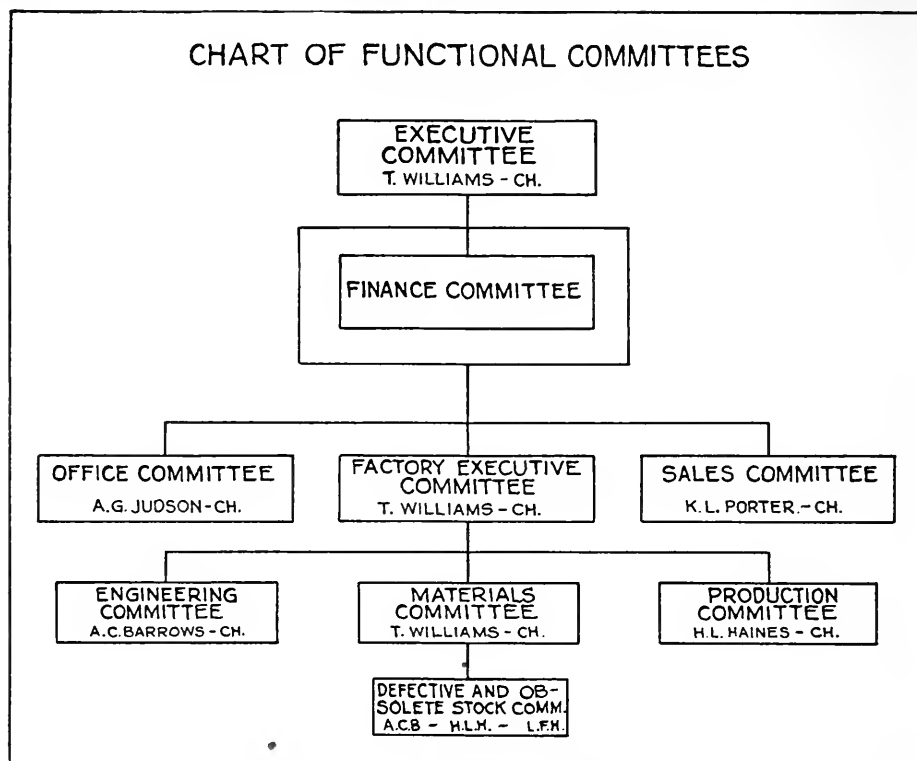 CHART OF FUNCTIONAL COMMITTEES
EXECUTIVE
COMMITTEE
T. WILLIAMS - CH.
FINANCE COMMITTEE
OFFICE COMMITTEE
A.G. JUDSON - CH.
FACTORY EXECUTIVE
COMMITTEE
T. WILLIAMS - CH.
SALES COMMITTEE
K.L. PORTER. - CH.
ENGINEERING
COMMITTEE
A.C. BARROWS - CH.
MATERIALS
COMMITTEE
T. WILLIAMS - CH.
PRODUCTION
COMMITTEE
H.L. HAINES - CH.
DEFECTIVE AND OB-
SOLETE STOCK COMM.
A.C.B - H.L.H. - L.F.H.